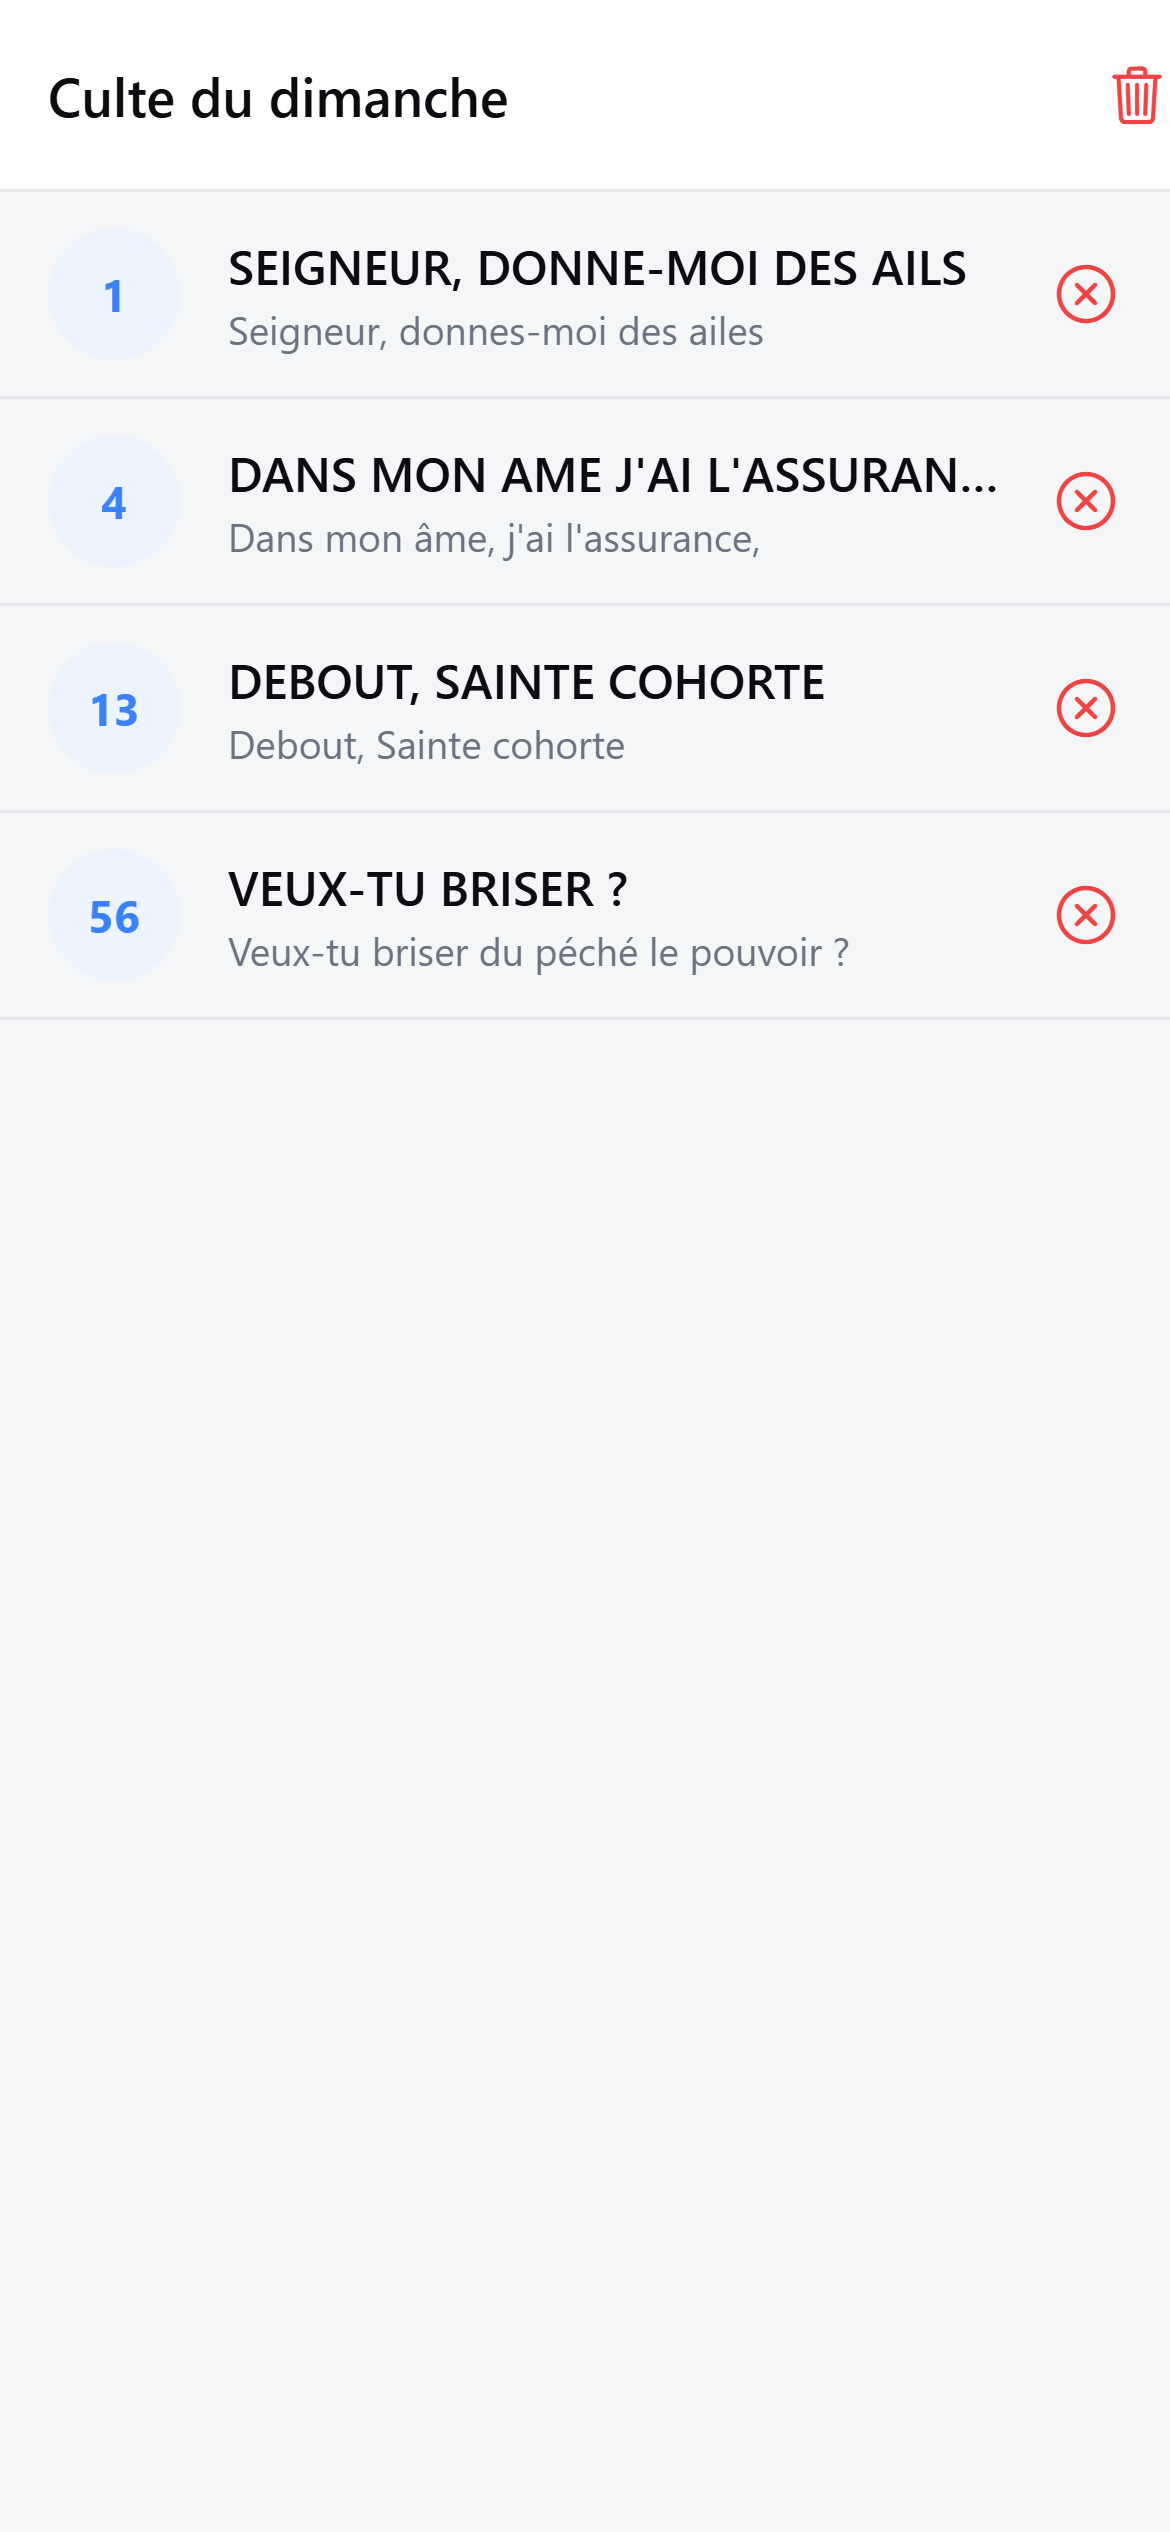 Culte du dimanche
1
SEIGNEUR, DONNE-MOI DES AILS
Seigneur, donnes-moi des ailes
4
DANS MON AME J'AI L'ASSURAN...
Dans mon âme, j'ai l'assurance,
13
DEBOUT, SAINTE COHORTE
Debout, Sainte cohorte
56
VEUX-TU BRISER ?
Veux-tu briser du péché le pouvoir ?